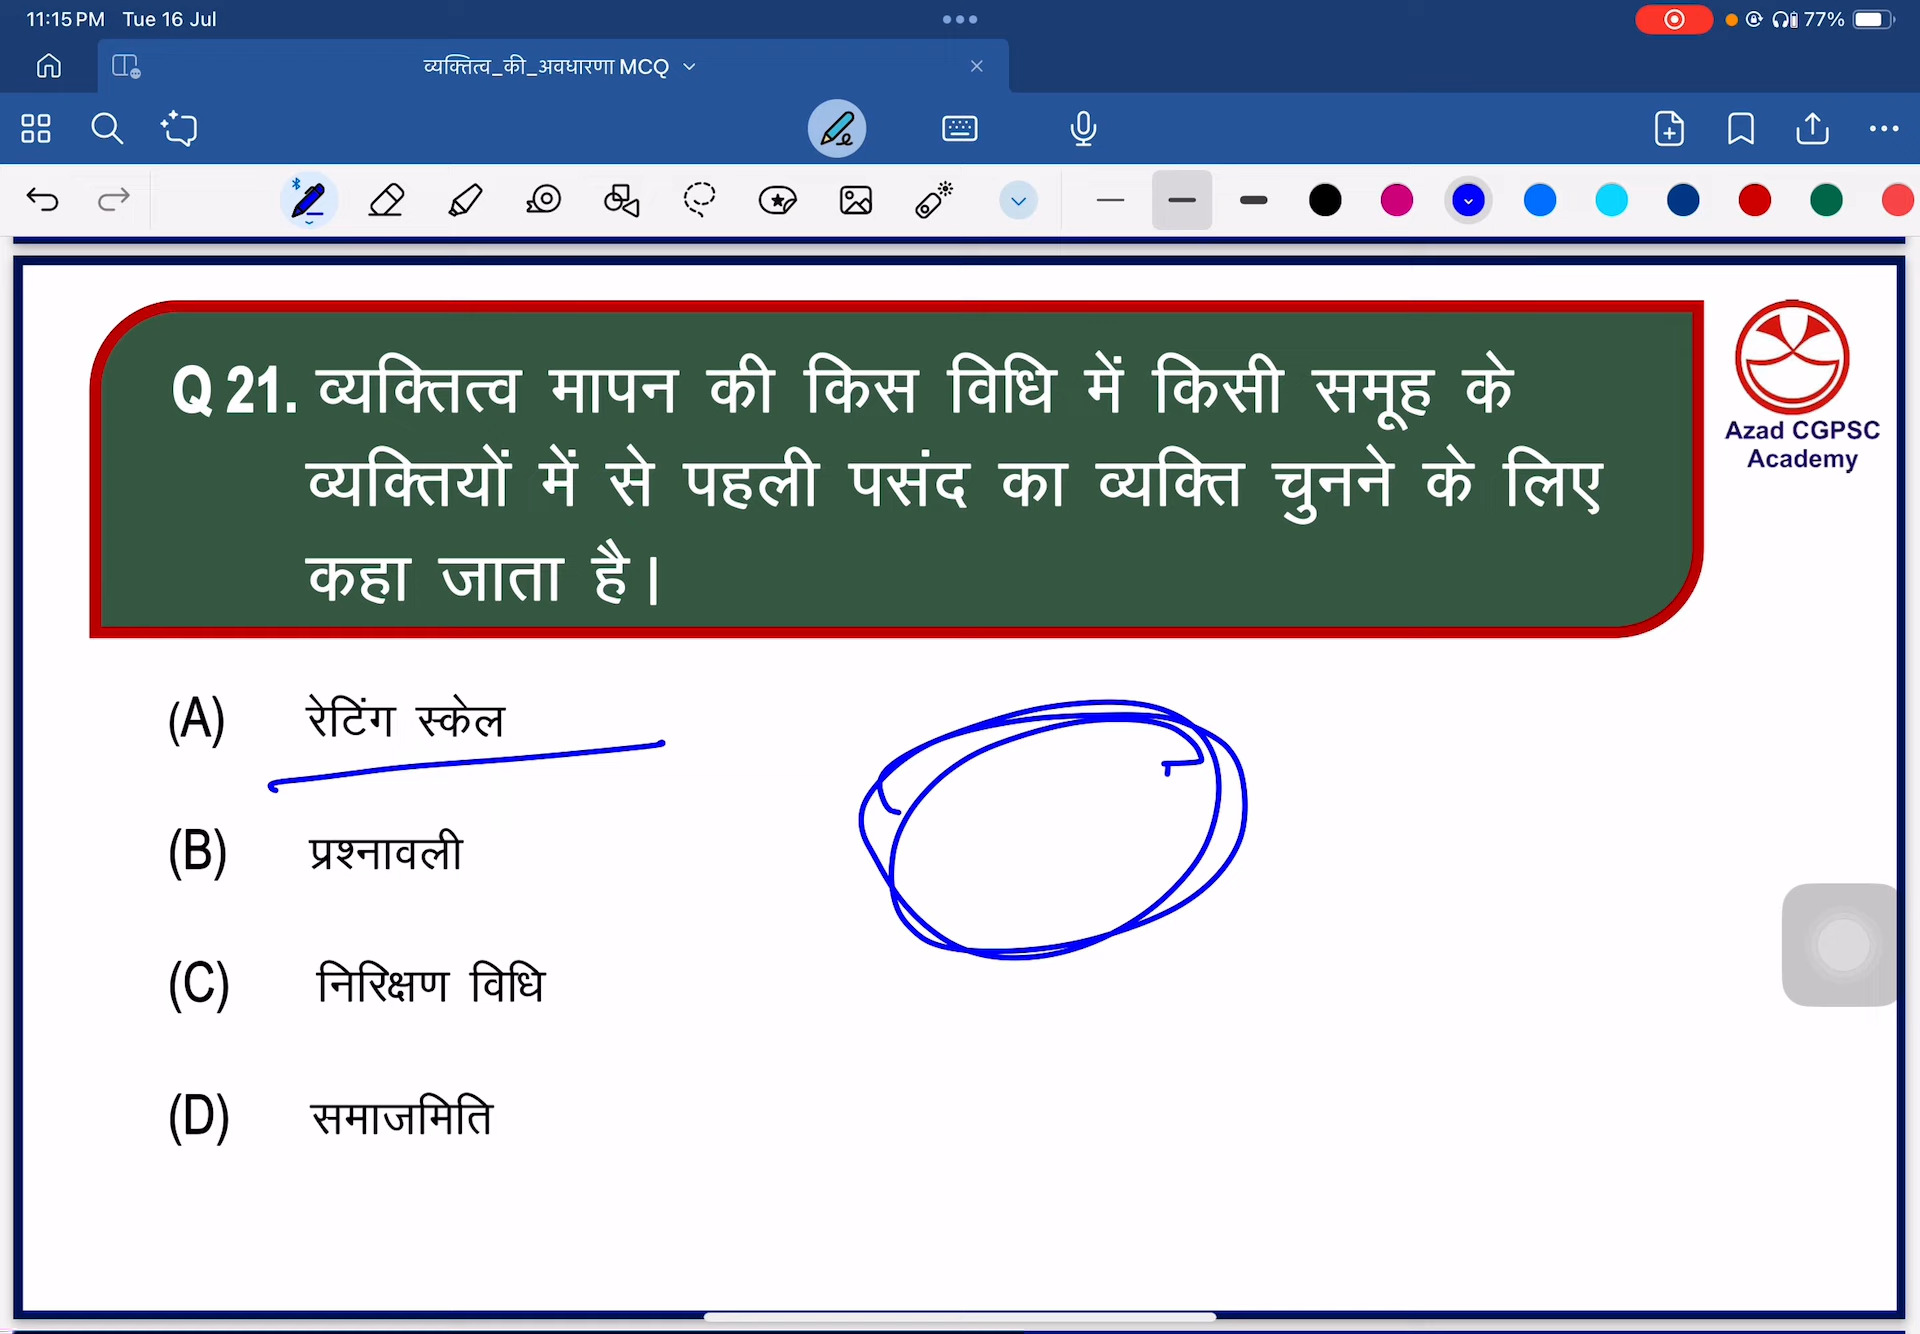 11:15 PM Tue 16 Jul
77%
व्यक्तित्व_की_अवधारणा MCQ
Q 21. व्यक्तित्व मापन की किस विधि में किसी समूह के
व्यक्तियों में से पहली पसंद का व्यक्ति चुनने के लिए
कहा जाता है।
Azad CGPSC
Academy
(A) रेटिंग स्केल
(B) प्रश्नावली
(C) निरिक्षण विधि
(D) समाजमिति